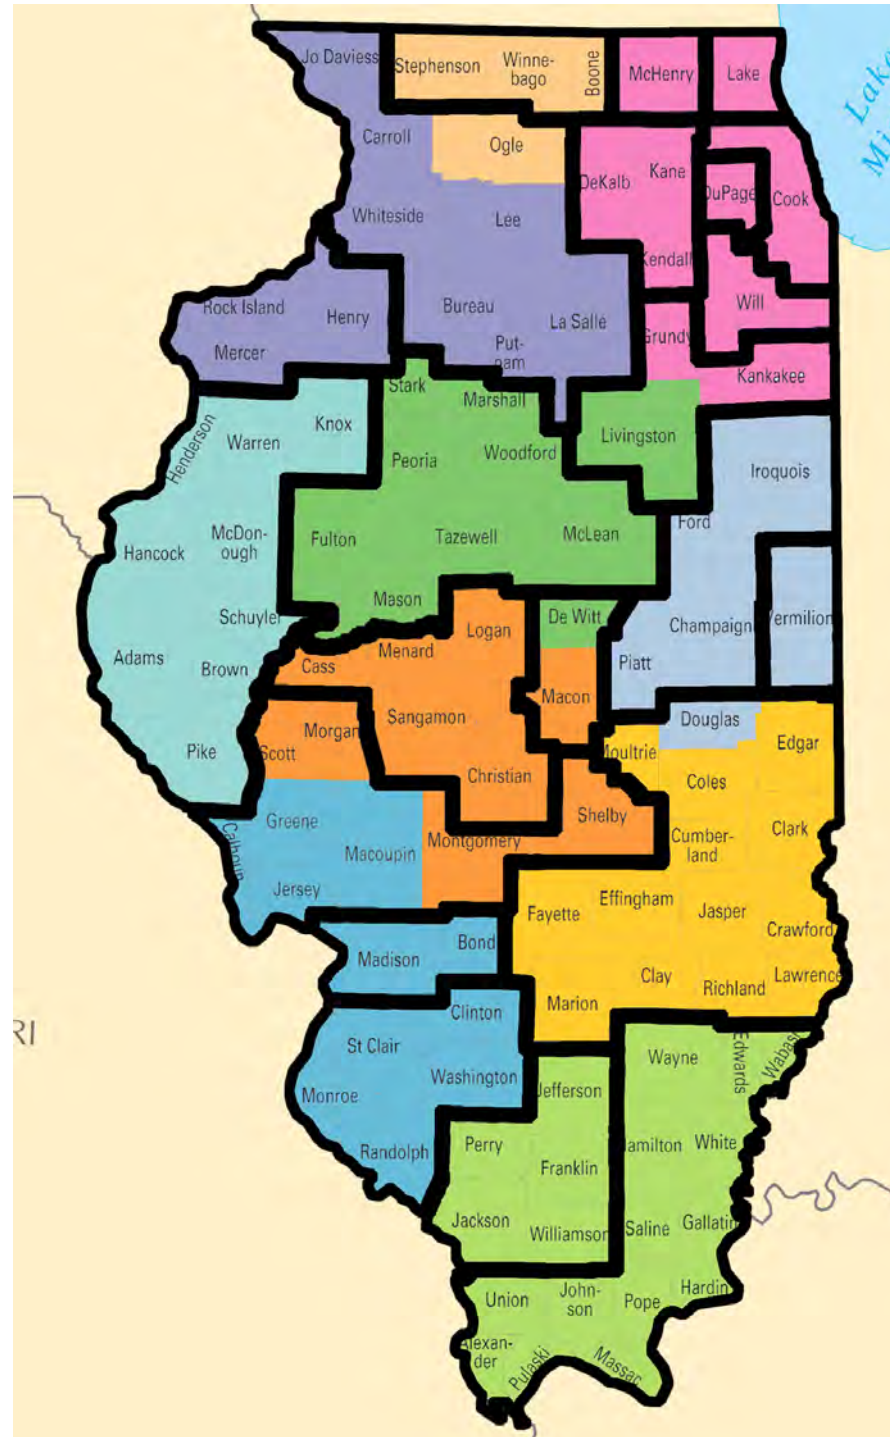 Jo Daviess
Stephenson
Winne-
bago
Boone
McHenry
Lake
Lake
Mi
Carroll
Ogle
DeKalb
Kane
DuPage
Cook
Whiteside
Lee
Kendall
Rock Island
Henry
Bureau
La Salle
Will
Mercer
Put-
nam
Grundy
Kankakee
Stark
Marshall
Henderson
Warren
Knox
Peoria
Woodford
Livingston
Iroquois
Hancock
McDon-
ough
Fulton
Tazewell
McLean
Ford
Schuyler
Mason
Logan
De Witt
Champaign
Vermilion
Adams
Brown
Cass
Menard
Piatt
Macon
Pike
Scott
Morgan
Sangamon
Douglas
Moultrie
Edgar
Christian
Coles
Calhoun
Greene
Macoupin
Montgomery
Shelby
Cumber-
land
Clark
Jersey
Fayette
Effingham
Jasper
Crawford
Madison
Bond
Clay
Richland
Lawrence
Marion
RI
Clinton
St Clair
Washington
Monroe
Randolph
Wayne
Edwards
Wabas
Jefferson
Perry
Franklin
amilton
White
Jackson
Williamson
Saline
Gallatin
Union
John-
son
Pope
Hardin
Alexan-
der
Pulaski
Massac